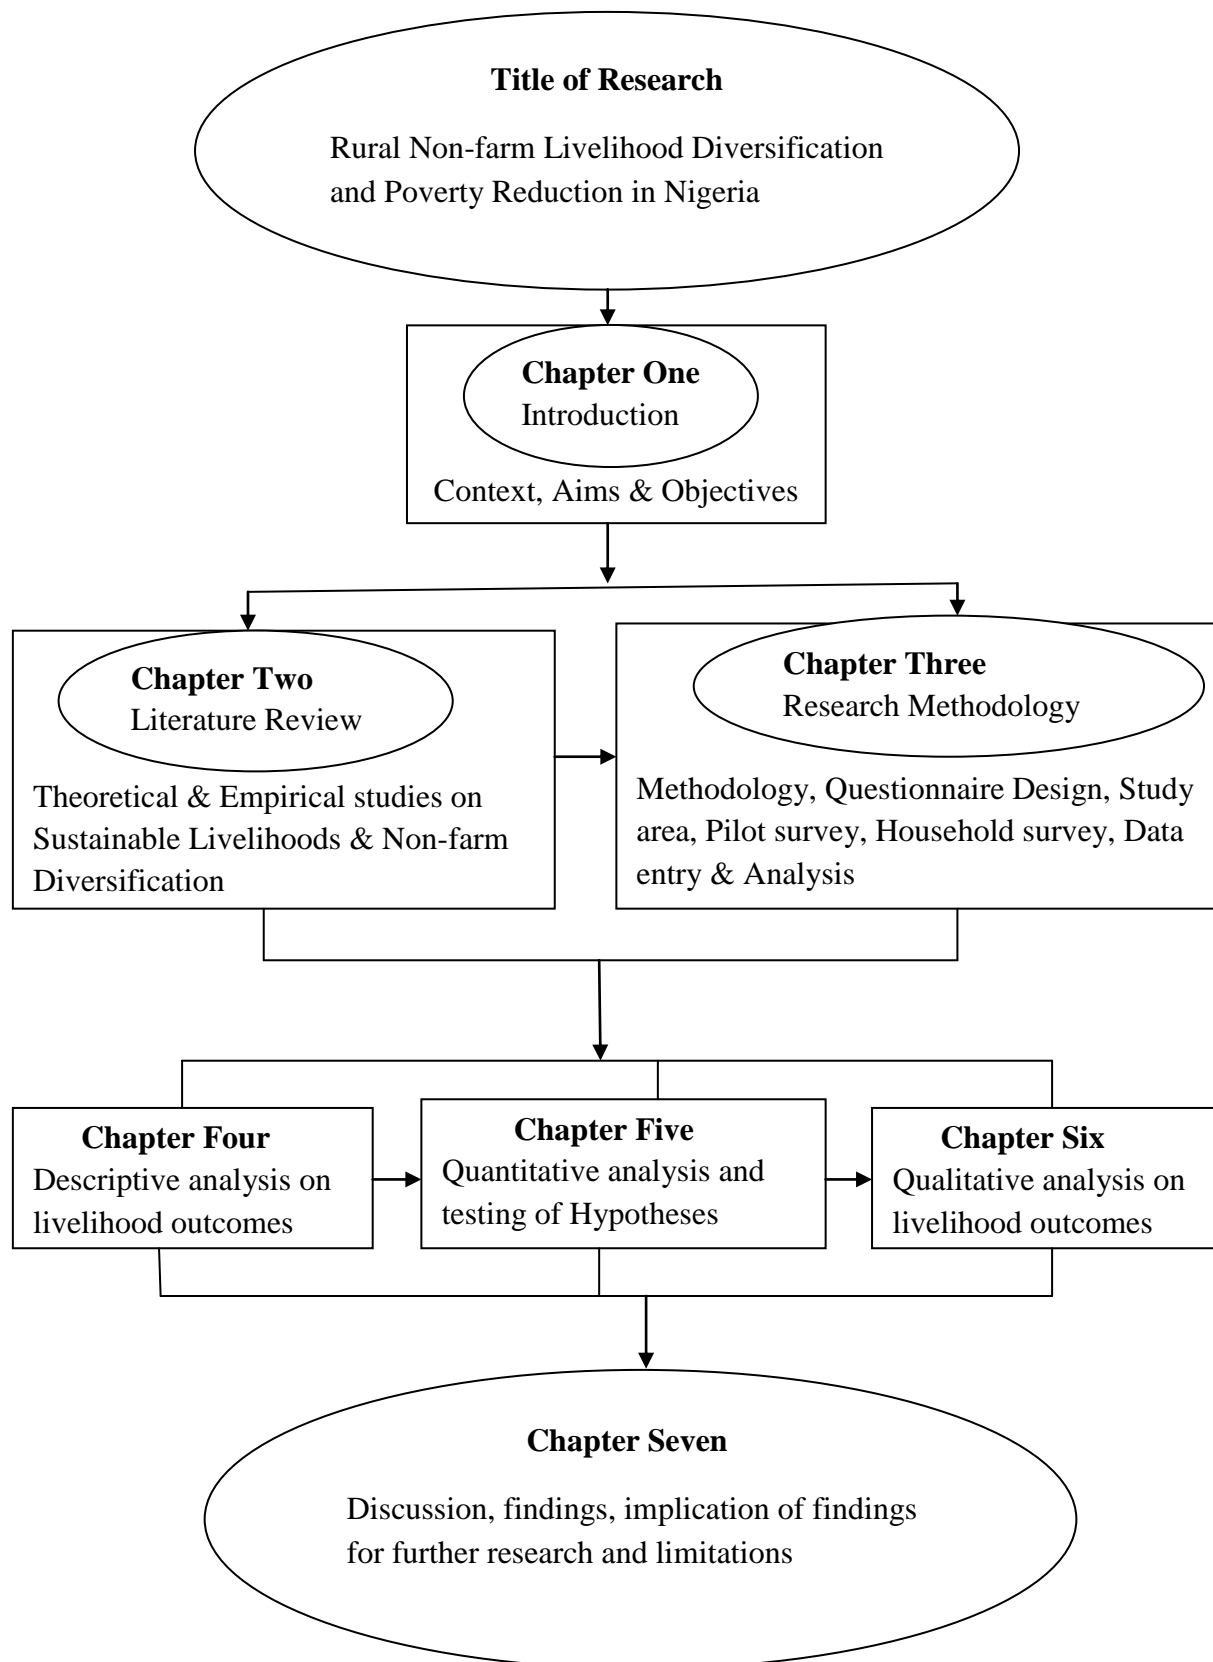 Title of Research
Rural Non-farm Livelihood Diversification
and Poverty Reduction in Nigeria
Chapter One
Introduction
Context, Aims & Objectives
Chapter Two
Literature Review
Theoretical & Empirical studies on
Sustainable Livelihoods & Non-farm
Diversification
Chapter Three
Research Methodology
Methodology, Questionnaire Design, Study
area, Pilot survey, Household survey, Data
entry & Analysis
Chapter Four
Descriptive analysis on
livelihood outcomes
Chapter Five
Quantitative analysis and
testing of Hypotheses
Chapter Six
Qualitative analysis on
livelihood outcomes
Chapter Seven
Discussion, findings, implication of findings
for further research and limitations